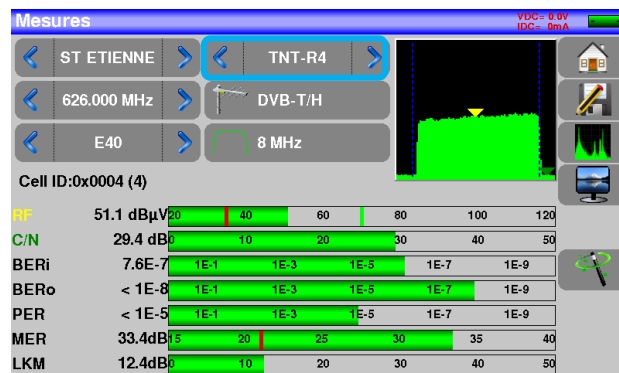 Mesures VDC= 0.0V
IDC= 0mA
ST ETIENNE TNT-R4
626.000 MHz DVB-T/H
E40 8 MHz
Cell ID:0x0004 (4)
RF 51.1 dBµV 20 40 60 80 100 120
C/N 29.4 dB 0 10 20 30 40 50
BERi 7.6E-7 1E-1 1E-3 1E-5 1E-7 1E-9
BERo < 1E-8 1E-1 1E-3 1E-5 1E-7 1E-9
PER < 1E-5 1E-1 1E-3 1E-5 1E-7 1E-9
MER 33.4dB 15 20 25 30 35 40
LKM 12.4dB 0 10 20 30 40 50